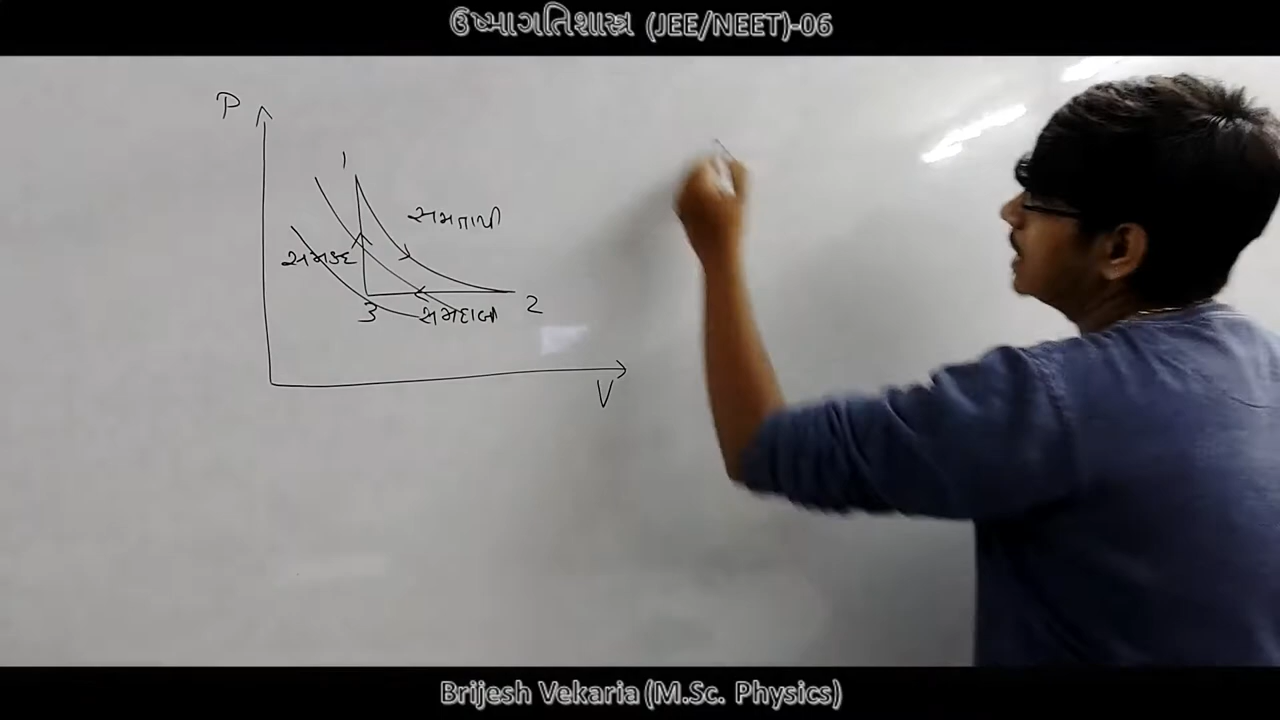 ઉષ્માગતિશાસ્ત્ર (JEE/NEET)-06
P
1
સમતાપી
સમકદ
3
સમદાબી
2
V
Brijesh Vekaria (M.Sc. Physics)